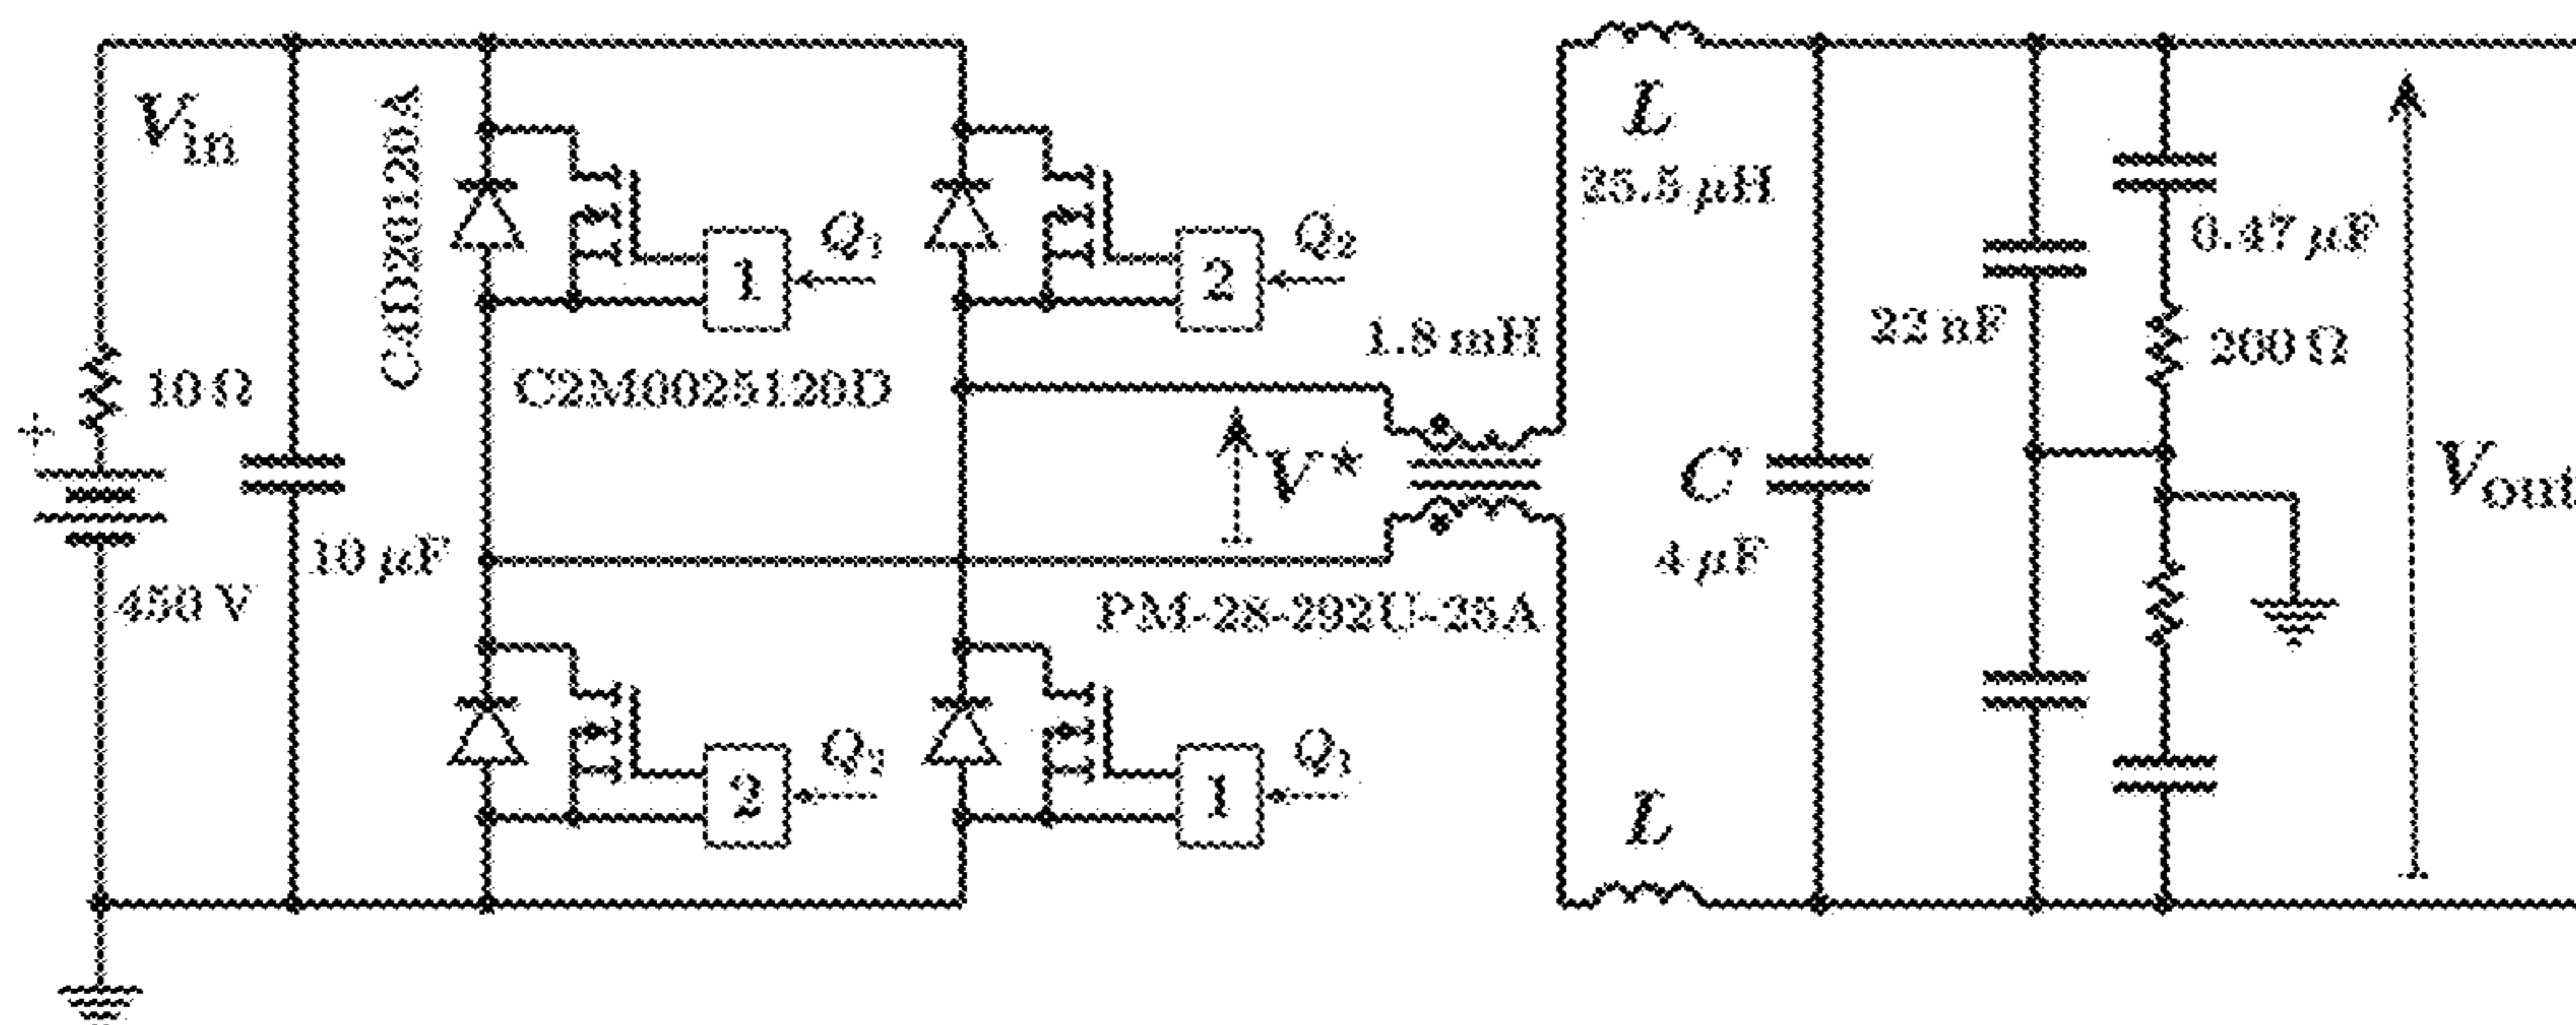 V_in
C4D20120A
Q_1
Q_2
L
25.5 μH
0.47 μF
1
2
22 nF
200 Ω
1.8 mH
+
10 Ω
C2M0025120D
V*
C
V_out
10 μF
4 μF
450 V
PM-28-292U-25A
Q_2
Q_1
2
1
L